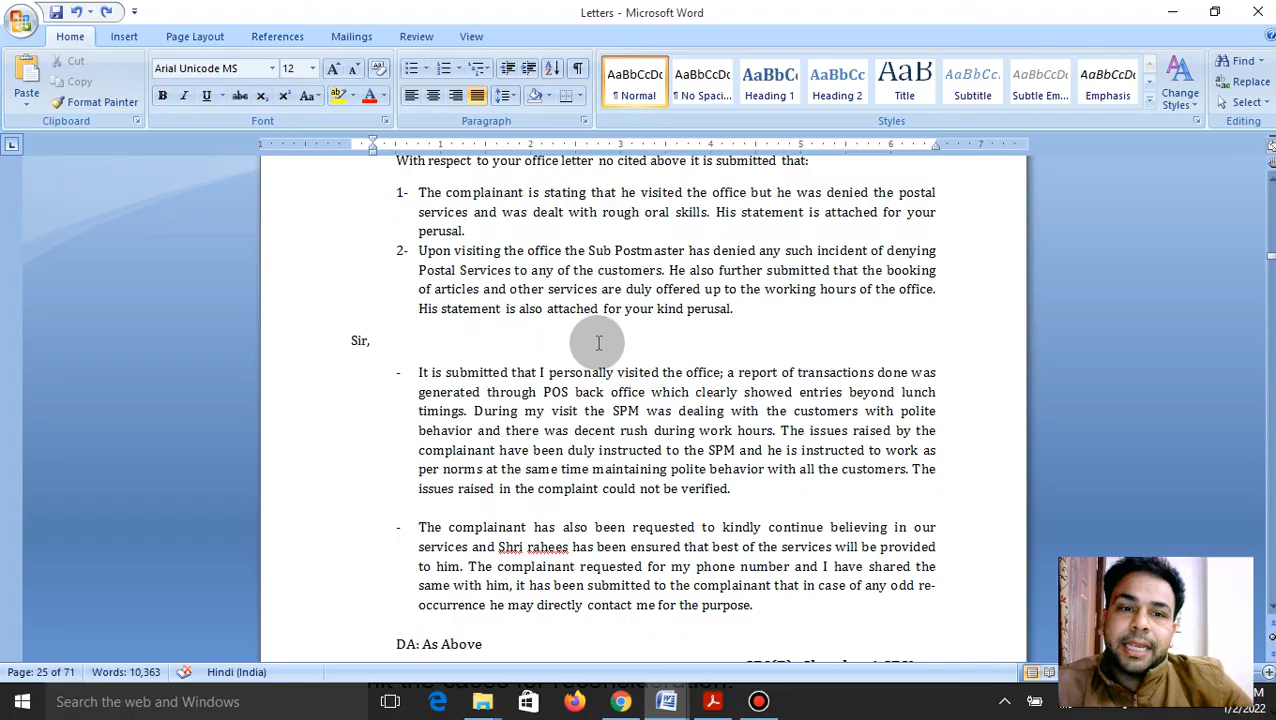 Letters - Microsoft Word
Home Insert Page Layout References Mailings Review View
Cut
Copy
Format Painter
Paste
Clipboard
Arial Unicode MS 12
Font
Paragraph
AaBbCcDc AaBbCcDc AaBbCc AaBbCc AaB AaBbCc. AaBbCcDc AaBbCcDc
¶ Normal ¶ No Spaci... Heading 1 Heading 2 Title Subtitle Subtle Em... Emphasis
Change
Styles
Styles
Find
Replace
Select
Editing
1 1 2 3 4 5 6 7
With respect to your office letter no cited above it is submitted that:
1- The complainant is stating that he visited the office but he was denied the postal
services and was dealt with rough oral skills. His statement is attached for your
perusal.
2- Upon visiting the office the Sub Postmaster has denied any such incident of denying
Postal Services to any of the customers. He also further submitted that the booking
of articles and other services are duly offered up to the working hours of the office.
His statement is also attached for your kind perusal.
Sir,
- It is submitted that I personally visited the office; a report of transactions done was
generated through POS back office which clearly showed entries beyond lunch
timings. During my visit the SPM was dealing with the customers with polite
behavior and there was decent rush during work hours. The issues raised by the
complainant have been duly instructed to the SPM and he is instructed to work as
per norms at the same time maintaining polite behavior with all the customers. The
issues raised in the complaint could not be verified.
- The complainant has also been requested to kindly continue believing in our
services and Shri rahees has been ensured that best of the services will be provided
to him. The complainant requested for my phone number and I have shared the
same with him, it has been submitted to the complainant that in case of any odd re-
occurrence he may directly contact me for the purpose.
DA: As Above
Page: 25 of 71 Words: 10,363 Hindi (India)
Search the web and Windows
1/2/2022